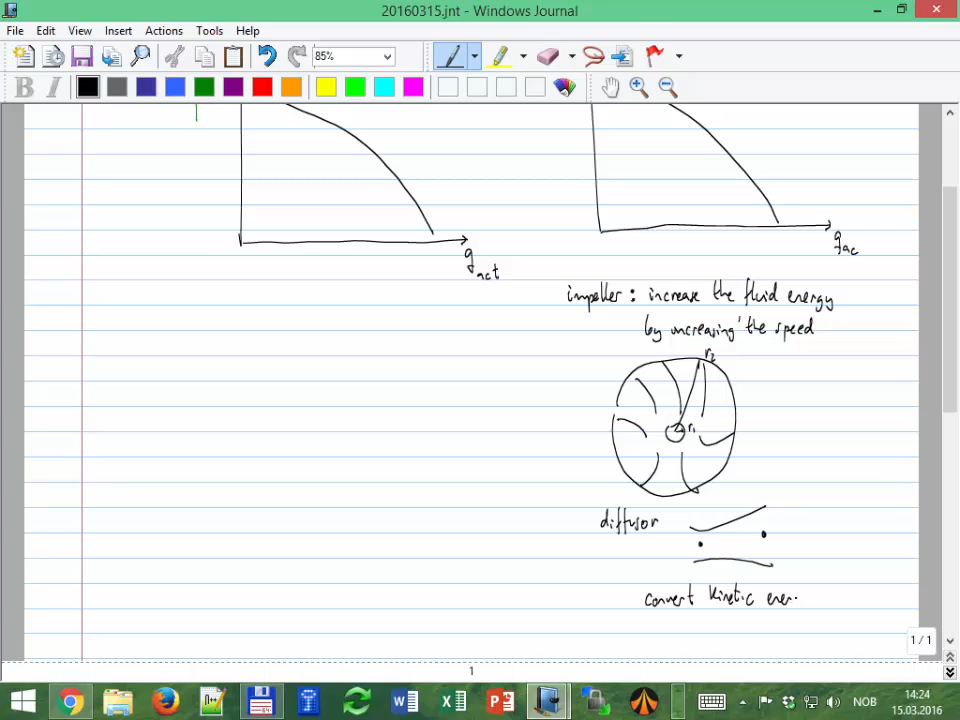 20160315.jnt - Windows Journal
File Edit View Insert Actions Tools Help
85%
B I
q act
q ac
impeller : increase the fluid energy
by increasing the speed
r2
r1
diffusor
convert kinetic ener
1 / 1
1
NOB
14:24
15.03.2016